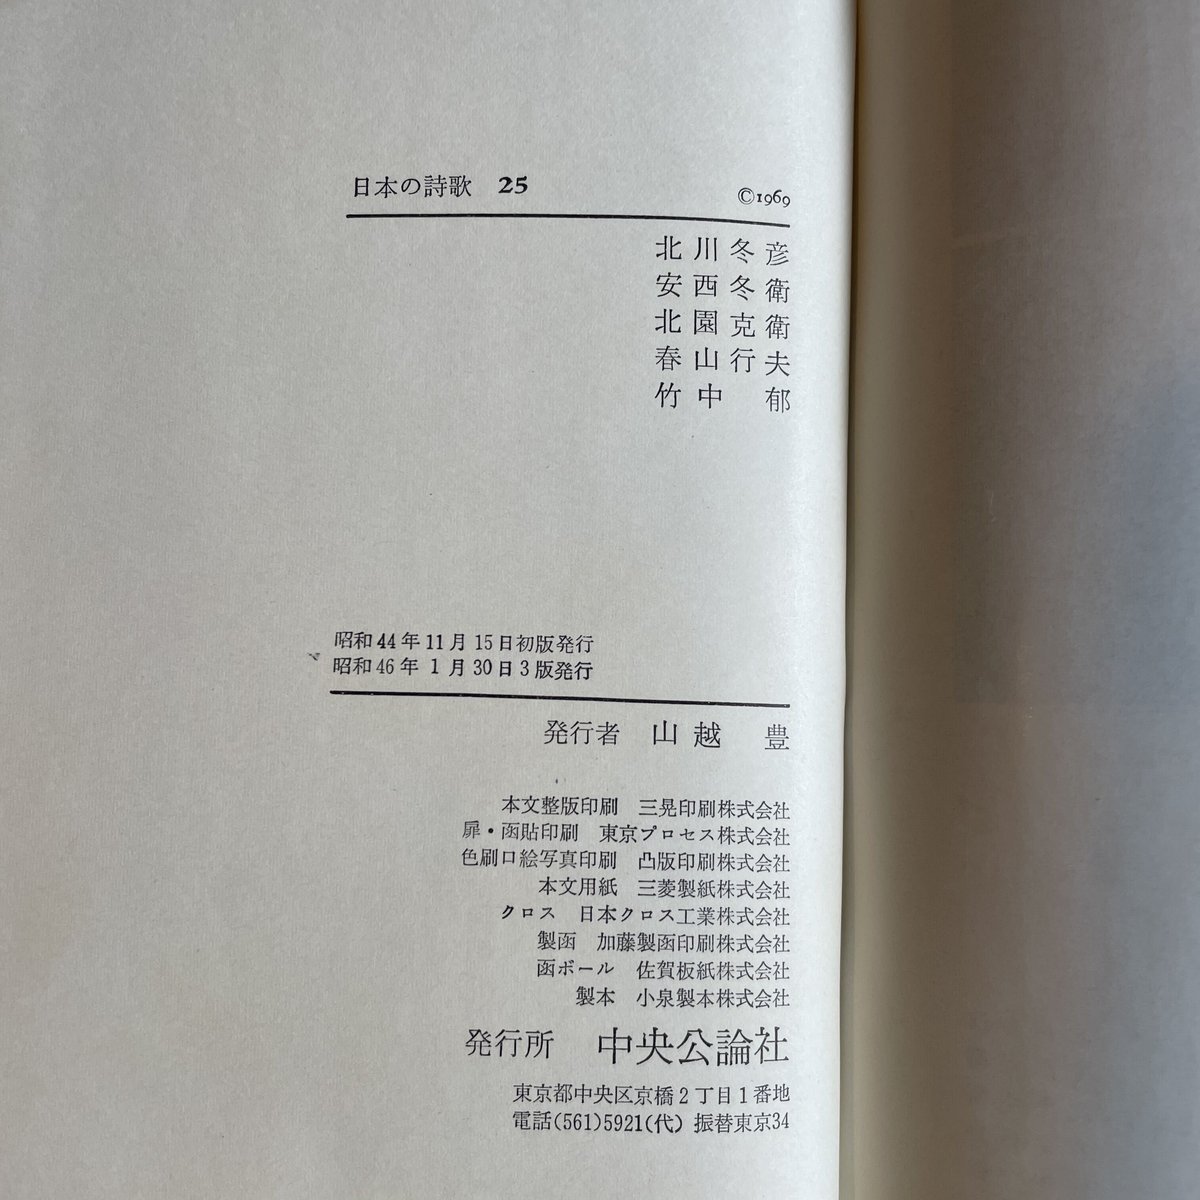 日本の詩歌　25
©1969
北川冬彦
安西冬衛
北園克衛
春山行夫
竹中　郁
昭和44年11月15日初版発行
昭和46年 1月30日3版発行
発行者　山越　豊
本文整版印刷　三晃印刷株式会社
扉・函貼印刷　東京プロセス株式会社
色刷口絵写真印刷　凸版印刷株式会社
本文用紙　三菱製紙株式会社
クロス　日本クロス工業株式会社
製函　加藤製函印刷株式会社
函ボール　佐賀板紙株式会社
製本　小泉製本株式会社
発行所　中央公論社
東京都中央区京橋2丁目1番地
電話(561)5921(代) 振替東京34